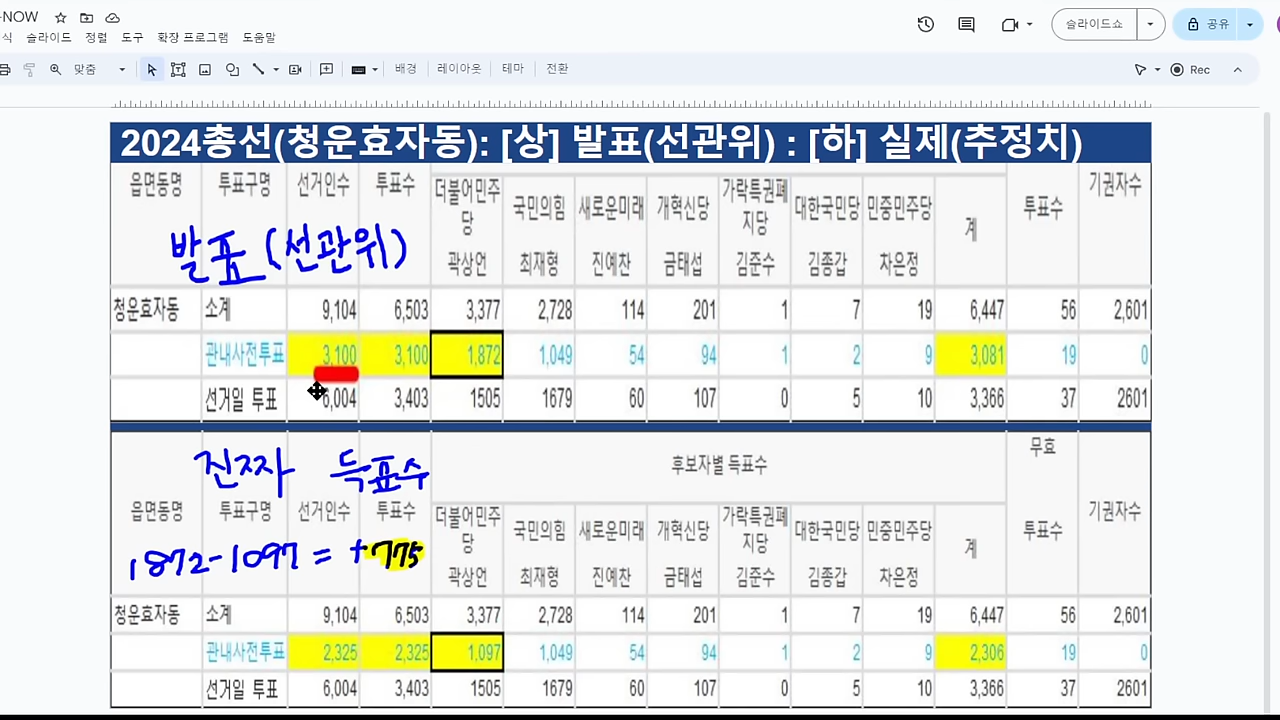 -NOW
식 슬라이드 정렬 도구 확장 프로그램 도움말
슬라이드쇼
공유
맞춤
배경 레이아웃 테마 전환
Rec
2024총선(청운효자동): [상] 발표(선관위) : [하] 실제(추정치)
읍면동명 투표구명 선거인수 투표수 더불어민주당 곽상언 국민의힘 최재형 새로운미래 진예찬 개혁신당 금태섭 가락특권폐지당 김준수 대한국민당 김종갑 민중민주당 차은정 계 투표수 기권자수
발표(선관위)
청운효자동 소계 9,104 6,503 3,377 2,728 114 201 1 7 19 6,447 56 2,601
관내사전투표 3,100 3,100 1,872 1,049 54 94 1 2 9 3,081 19 0
선거일 투표 6,004 3,403 1505 1679 60 107 0 5 10 3,366 37 2601
진짜 득표수
후보자별 득표수
무효
읍면동명 투표구명 선거인수 투표수 더불어민주당 곽상언 국민의힘 최재형 새로운미래 진예찬 개혁신당 금태섭 가락특권폐지당 김준수 대한국민당 김종갑 민중민주당 차은정 계 투표수 기권자수
1872-1097 = +775
청운효자동 소계 9,104 6,503 3,377 2,728 114 201 1 7 19 6,447 56 2,601
관내사전투표 2,325 2,325 1,097 1,049 54 94 1 2 9 2,306 19 0
선거일 투표 6,004 3,403 1505 1679 60 107 0 5 10 3,366 37 2601